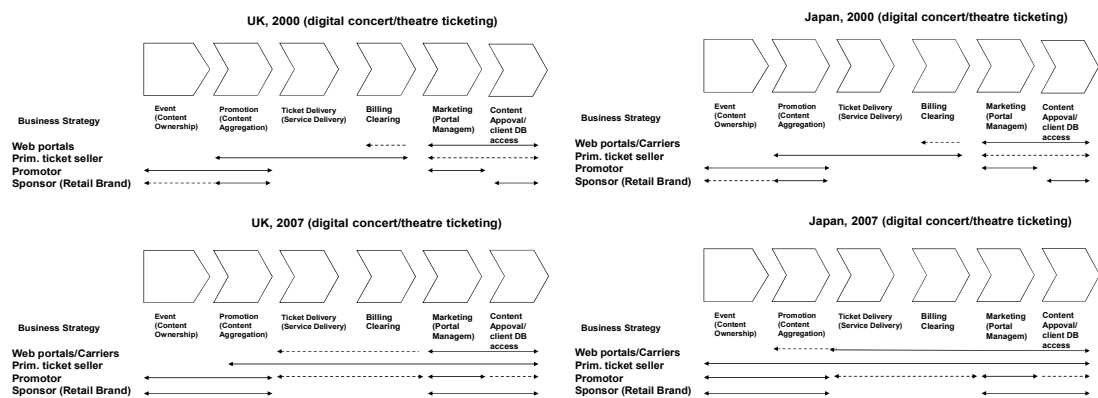 UK, 2000 (digital concert/theatre ticketing)
Business Strategy
Event
(Content
Ownership)
Promotion
(Content
Aggregation)
Ticket Delivery
(Service Delivery)
Billing
Clearing
Marketing
(Portal
Managem)
Content
Appoval/
client DB
access
Web portals
Prim. ticket seller
Promotor
Sponsor (Retail Brand)
Japan, 2000 (digital concert/theatre ticketing)
Business Strategy
Event
(Content
Ownership)
Promotion
(Content
Aggregation)
Ticket Delivery
(Service Delivery)
Billing
Clearing
Marketing
(Portal
Managem)
Content
Appoval/
client DB
access
Web portals/Carriers
Prim. ticket seller
Promotor
Sponsor (Retail Brand)
UK, 2007 (digital concert/theatre ticketing)
Business Strategy
Event
(Content
Ownership)
Promotion
(Content
Aggregation)
Ticket Delivery
(Service Delivery)
Billing
Clearing
Marketing
(Portal
Managem)
Content
Appoval/
client DB
access
Web portals/Carriers
Prim. ticket seller
Promotor
Sponsor (Retail Brand)
Japan, 2007 (digital concert/theatre ticketing)
Business Strategy
Event
(Content
Ownership)
Promotion
(Content
Aggregation)
Ticket Delivery
(Service Delivery)
Billing
Clearing
Marketing
(Portal
Managem)
Content
Appoval/
client DB
access
Web portals/Carriers
Prim. ticket seller
Promotor
Sponsor (Retail Brand)